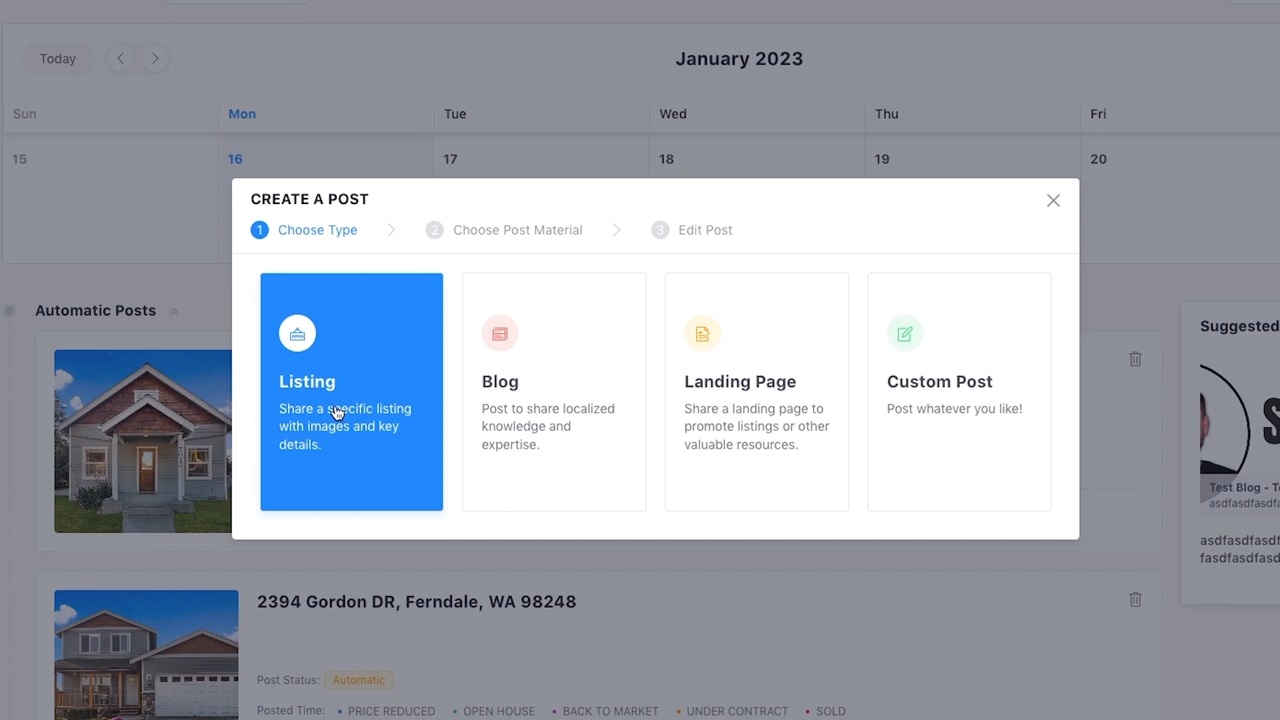 Today
January 2023
Sun Mon Tue Wed Thu Fri
15 16 17 18 19 20
CREATE A POST
1 Choose Type 2 Choose Post Material 3 Edit Post
Listing
Share a specific listing
with images and key
details.
Blog
Post to share localized
knowledge and
expertise.
Landing Page
Share a landing page to
promote listings or other
valuable resources.
Custom Post
Post whatever you like!
Automatic Posts
Suggested
Test Blog - T
asdfasdfasdfa
asdfasdfasdf
fasdfasdfasd
2394 Gordon DR, Ferndale, WA 98248
Post Status: Automatic
Posted Time: • PRICE REDUCED • OPEN HOUSE • BACK TO MARKET • UNDER CONTRACT • SOLD